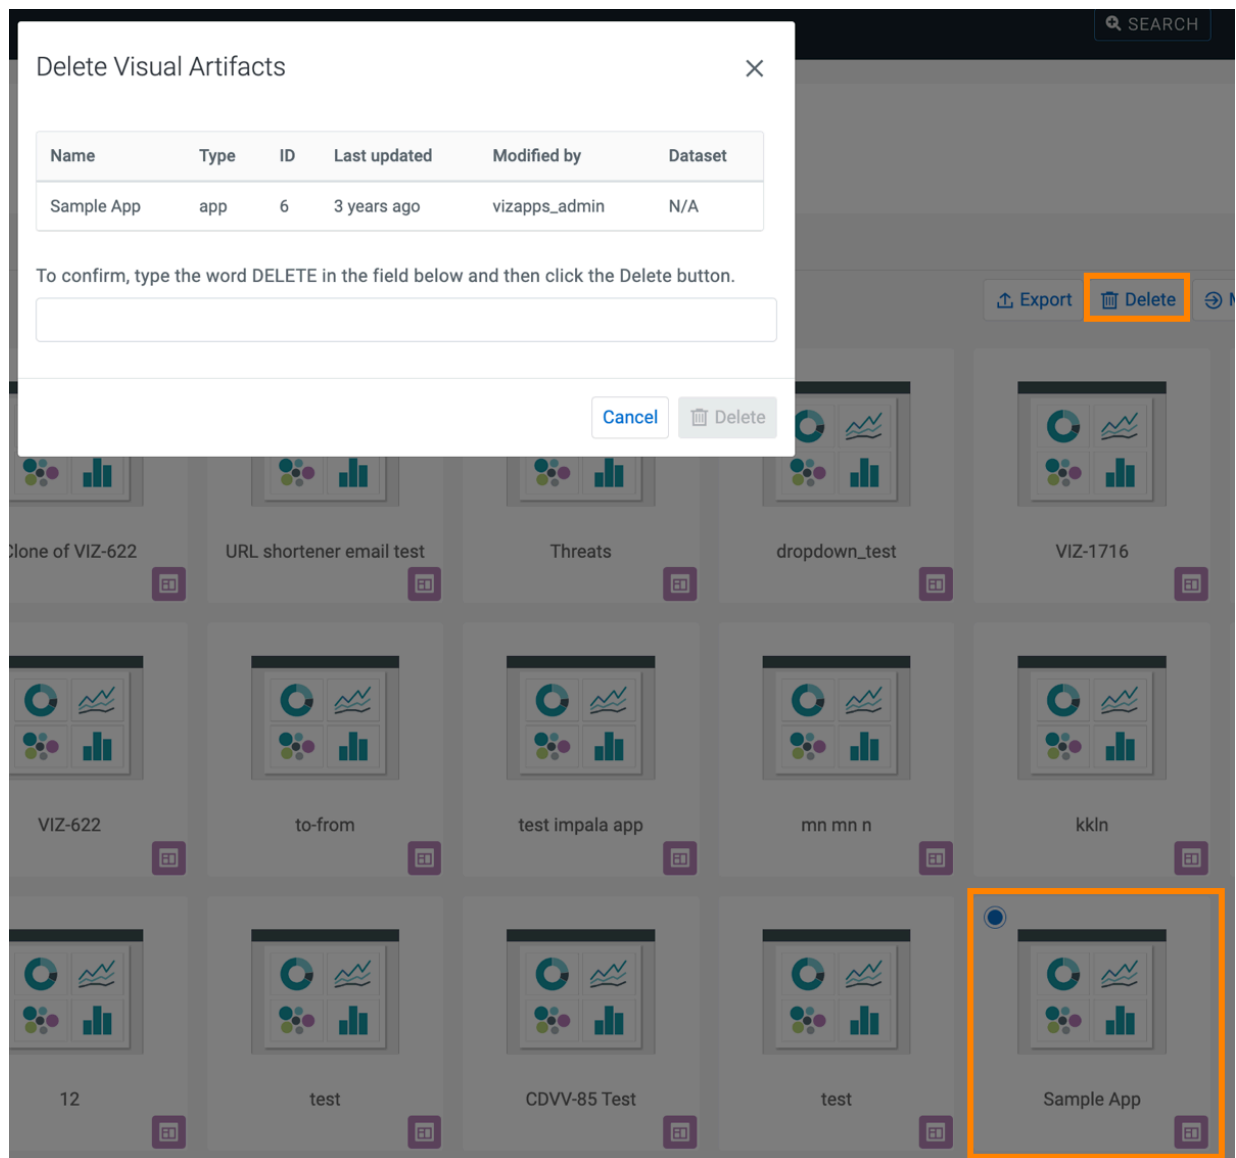 SEARCH
Delete Visual Artifacts
Name Type ID Last updated Modified by Dataset
Sample App app 6 3 years ago vizapps_admin N/A
To confirm, type the word DELETE in the field below and then click the Delete button.
Export Delete
Cancel Delete
Clone of VIZ-622 URL shortener email test Threats dropdown_test VIZ-1716
VIZ-622 to-from test impala app mn mn n kkln
12 test CDVV-85 Test test Sample App